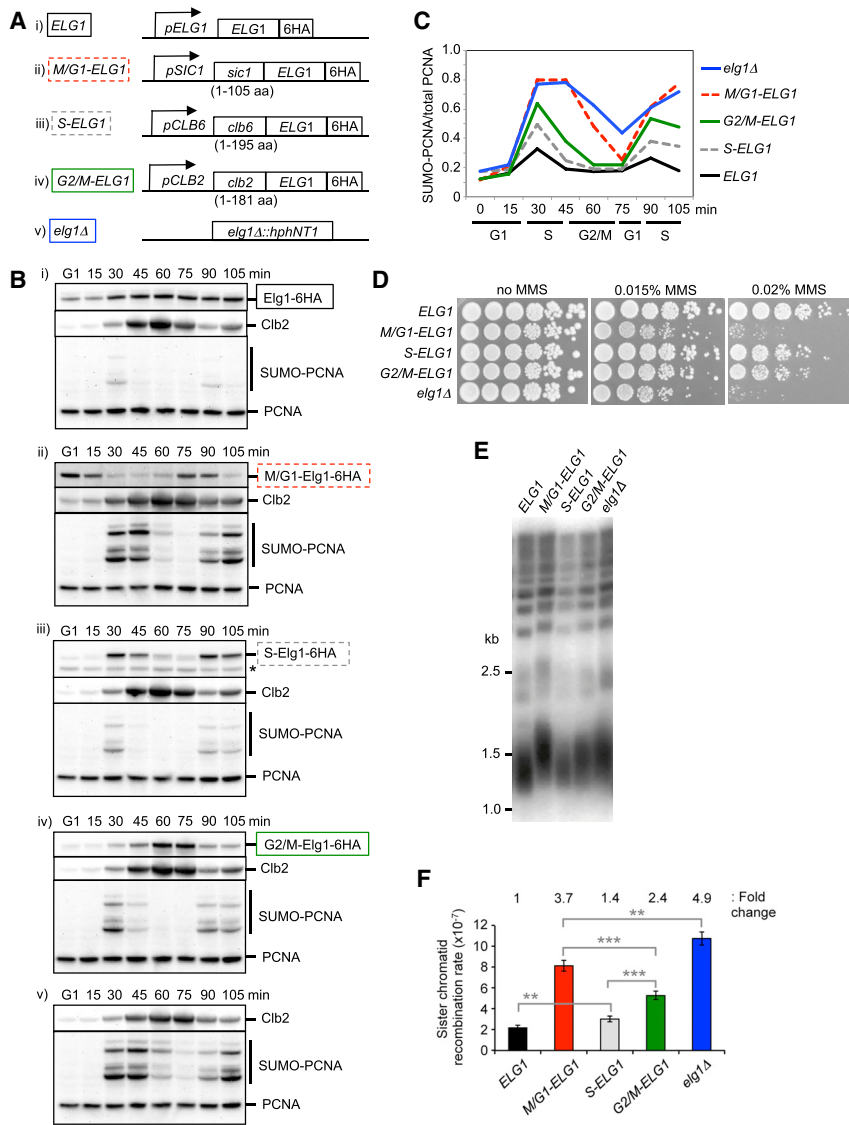 A
i) ELG1
pELG1 ELG1 6HA
ii) M/G1-ELG1
pSIC1 sic1 ELG1 6HA
(1-105 aa)
iii) S-ELG1
pCLB6 clb6 ELG1 6HA
(1-195 aa)
iv) G2/M-ELG1
pCLB2 clb2 ELG1 6HA
(1-181 aa)
v) elg1Δ
elg1Δ::hphNT1
B
i) G1 15 30 45 60 75 90 105 min
Elg1-6HA
Clb2
SUMO-PCNA
PCNA
ii) G1 15 30 45 60 75 90 105 min
M/G1-Elg1-6HA
Clb2
SUMO-PCNA
PCNA
iii) G1 15 30 45 60 75 90 105 min
S-Elg1-6HA
*
Clb2
SUMO-PCNA
PCNA
iv) G1 15 30 45 60 75 90 105 min
G2/M-Elg1-6HA
Clb2
SUMO-PCNA
PCNA
v) G1 15 30 45 60 75 90 105 min
Clb2
SUMO-PCNA
PCNA
C
SUMO-PCNA/total PCNA
1.0
0.8
0.6
0.4
0.2
0
0 15 30 45 60 75 90 105 min
G1 S G2/M G1 S
elg1Δ
M/G1-ELG1
G2/M-ELG1
S-ELG1
ELG1
D
no MMS 0.015% MMS 0.02% MMS
ELG1
M/G1-ELG1
S-ELG1
G2/M-ELG1
elg1Δ
E
ELG1
M/G1-ELG1
S-ELG1
G2/M-ELG1
elg1Δ
kb
2.5
1.5
1.0
F
1 3.7 1.4 2.4 4.9 : Fold
change
Sister chromatid
recombination rate (x10-7)
12
10
8
6
4
2
0
**
***
***
**
ELG1
M/G1-ELG1
S-ELG1
G2/M-ELG1
elg1Δ